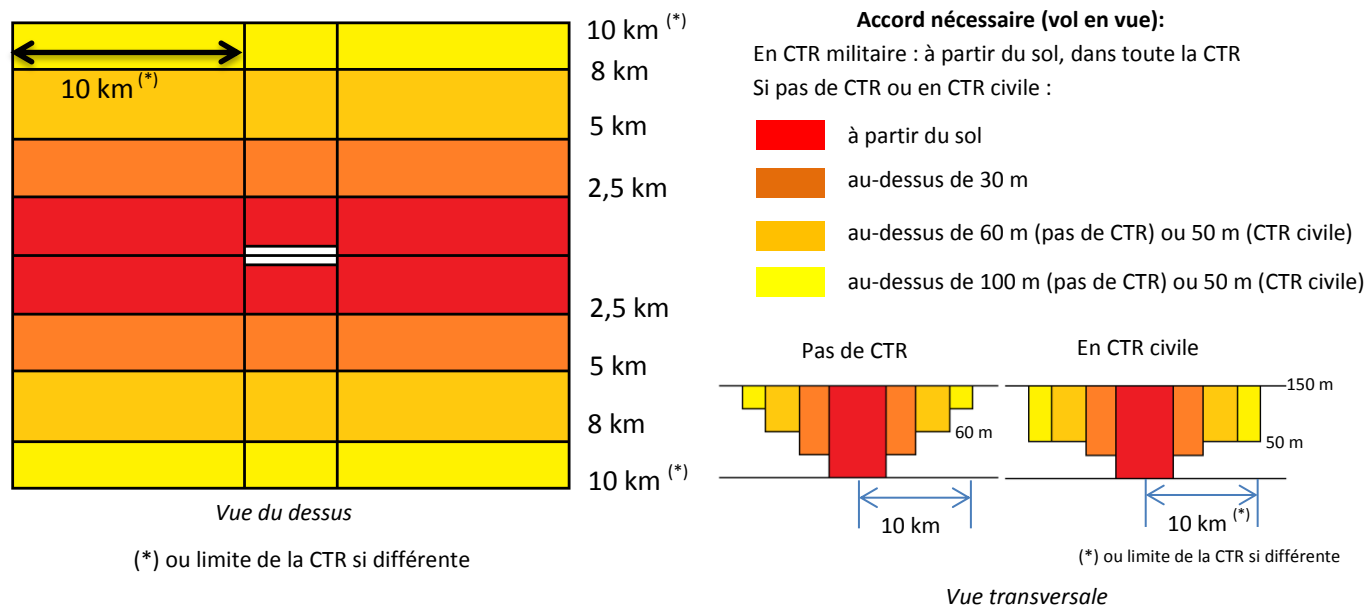 10 km (*)
10 km (*)
8 km
5 km
2,5 km
2,5 km
5 km
8 km
10 km (*)
Vue du dessus
(*) ou limite de la CTR si différente
Accord nécessaire (vol en vue):
En CTR militaire : à partir du sol, dans toute la CTR
Si pas de CTR ou en CTR civile :
à partir du sol
au-dessus de 30 m
au-dessus de 60 m (pas de CTR) ou 50 m (CTR civile)
au-dessus de 100 m (pas de CTR) ou 50 m (CTR civile)
Pas de CTR
60 m
10 km
En CTR civile
150 m
50 m
10 km (*)
(*) ou limite de la CTR si différente
Vue transversale